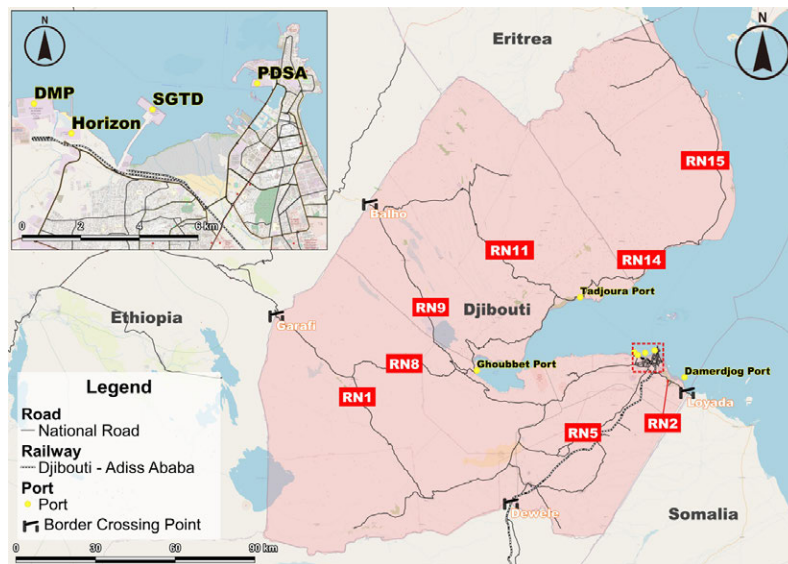 N
DMP
Horizon
SGTD
PDSA
0 2 4 6 km
Eritrea
N
RN15
Balho
RN11
RN14
Tadjoura Port
Ethiopia
Garafi
RN9
Djibouti
RN8
Ghoubbet Port
Damerdjog Port
Loyada
RN1
RN5
RN2
Dewele
Somalia
Legend
Road
National Road
Railway
Djibouti - Adiss Ababa
Port
Port
Border Crossing Point
0 30 60 90 km